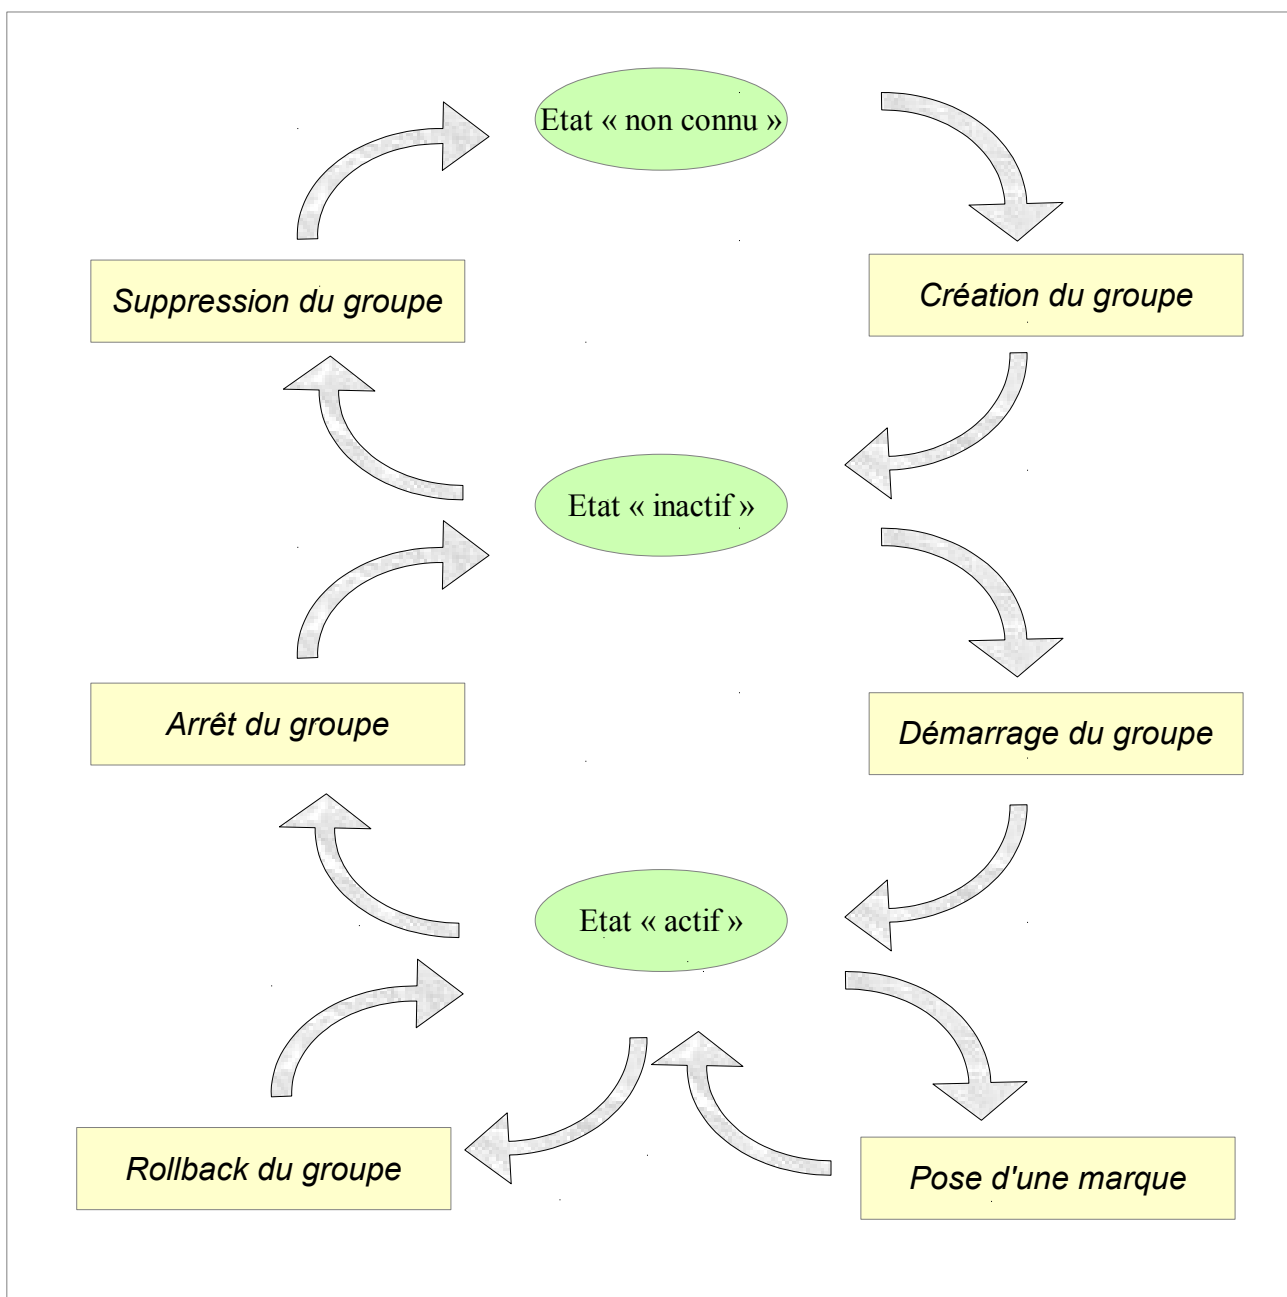 Etat « non connu »
Suppression du groupe
Création du groupe
Etat « inactif »
Arrêt du groupe
Démarrage du groupe
Etat « actif »
Rollback du groupe
Pose d'une marque